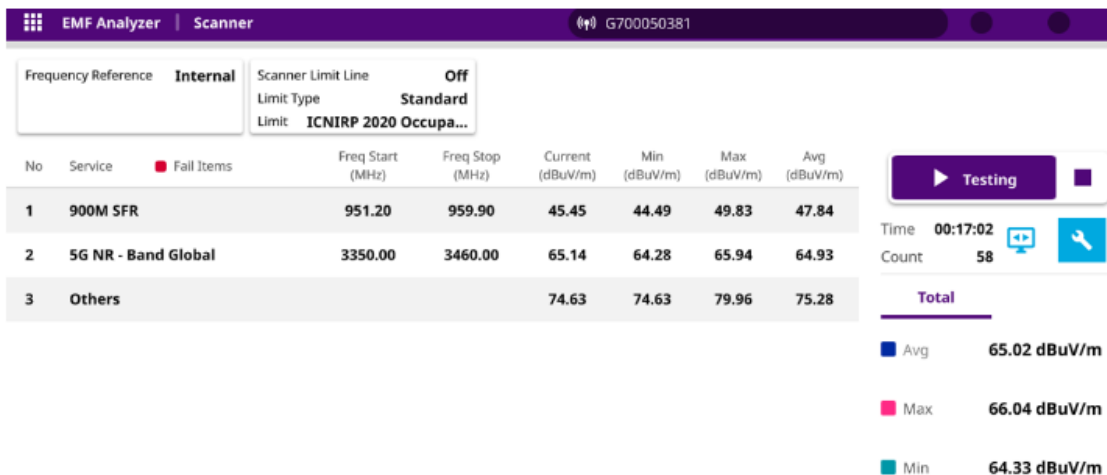 EMF Analyzer | Scanner G700050381
Frequency Reference Internal
Scanner Limit Line Off
Limit Type Standard
Limit ICNIRP 2020 Occupa...
No Service Fail Items Freq Start (MHz) Freq Stop (MHz) Current (dBuV/m) Min (dBuV/m) Max (dBuV/m) Avg (dBuV/m)
1 900M SFR 951.20 959.90 45.45 44.49 49.83 47.84
2 5G NR - Band Global 3350.00 3460.00 65.14 64.28 65.94 64.93
3 Others 74.63 74.63 79.96 75.28
Testing
Time 00:17:02
Count 58
Total
Avg 65.02 dBuV/m
Max 66.04 dBuV/m
Min 64.33 dBuV/m